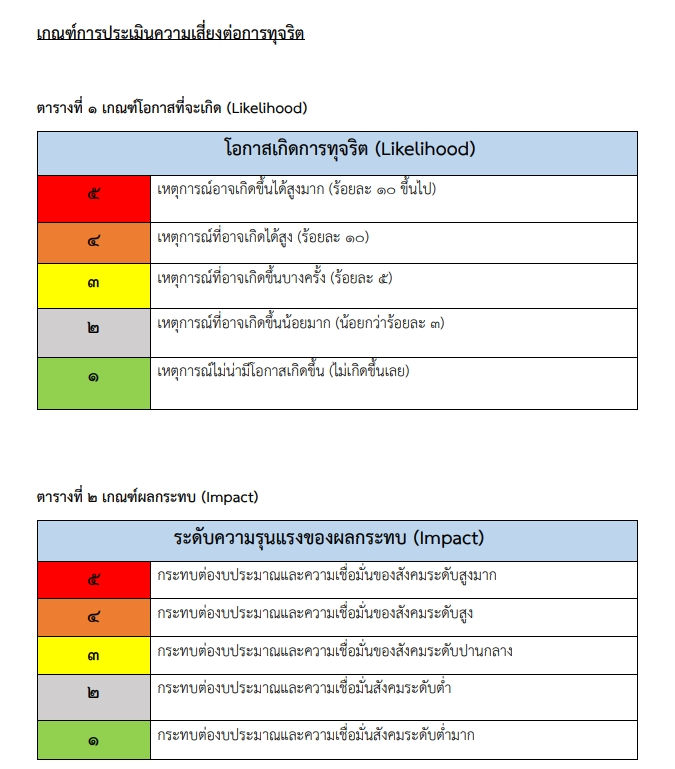 เกณฑ์การประเมินความเสี่ยงต่อการทุจริต
ตารางที่ ๑ เกณฑ์โอกาสที่จะเกิด (Likelihood)
โอกาสเกิดการทุจริต (Likelihood)
๕ เหตุการณ์อาจเกิดขึ้นได้สูงมาก (ร้อยละ ๑๐ ขึ้นไป)
๔ เหตุการณ์ที่อาจเกิดได้สูง (ร้อยละ ๑๐)
๓ เหตุการณ์ที่อาจเกิดขึ้นบางครั้ง (ร้อยละ ๕)
๒ เหตุการณ์ที่อาจเกิดขึ้นน้อยมาก (น้อยกว่าร้อยละ ๓)
๑ เหตุการณ์ไม่น่ามีโอกาสเกิดขึ้น (ไม่เกิดขึ้นเลย)
ตารางที่ ๒ เกณฑ์ผลกระทบ (Impact)
ระดับความรุนแรงของผลกระทบ (Impact)
๕ กระทบต่องบประมาณและความเชื่อมั่นของสังคมระดับสูงมาก
๔ กระทบต่องบประมาณและความเชื่อมั่นของสังคมระดับสูง
๓ กระทบต่องบประมาณและความเชื่อมั่นของสังคมระดับปานกลาง
๒ กระทบต่องบประมาณและความเชื่อมั่นสังคมระดับต่ำ
๑ กระทบต่องบประมาณและความเชื่อมั่นสังคมระดับต่ำมาก